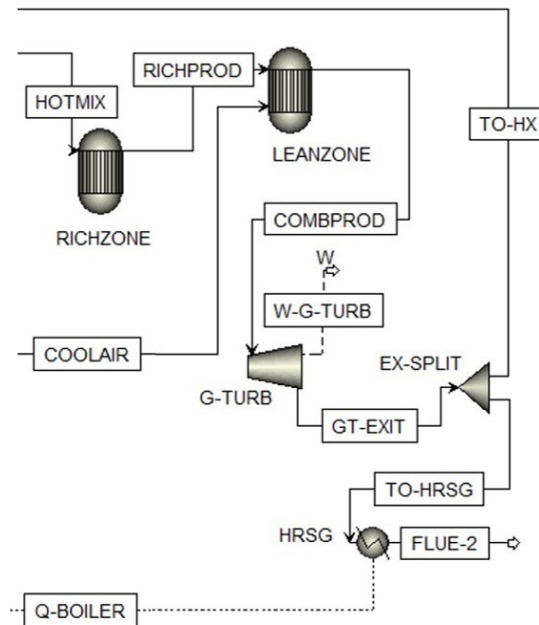 RICHPROD
HOTMIX
TO-HX
LEANZONE
RICHZONE
COMBPROD
W
W-G-TURB
COOLAIR
EX-SPLIT
G-TURB
GT-EXIT
TO-HRSG
HRSG
FLUE-2
Q-BOILER